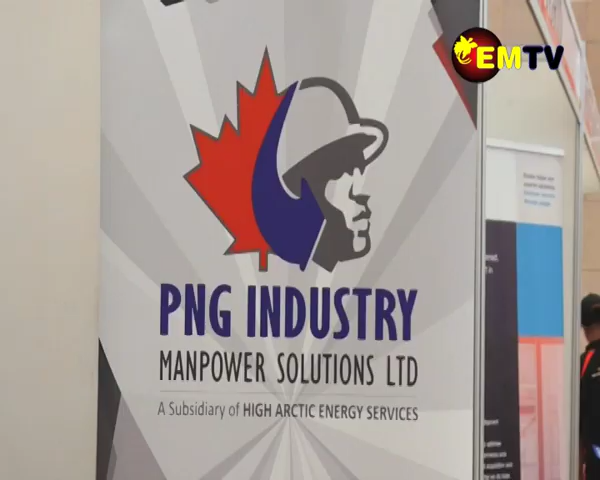 EMTV
PNG INDUSTRY
MANPOWER SOLUTIONS LTD
A Subsidiary of HIGH ARCTIC ENERGY SERVICES